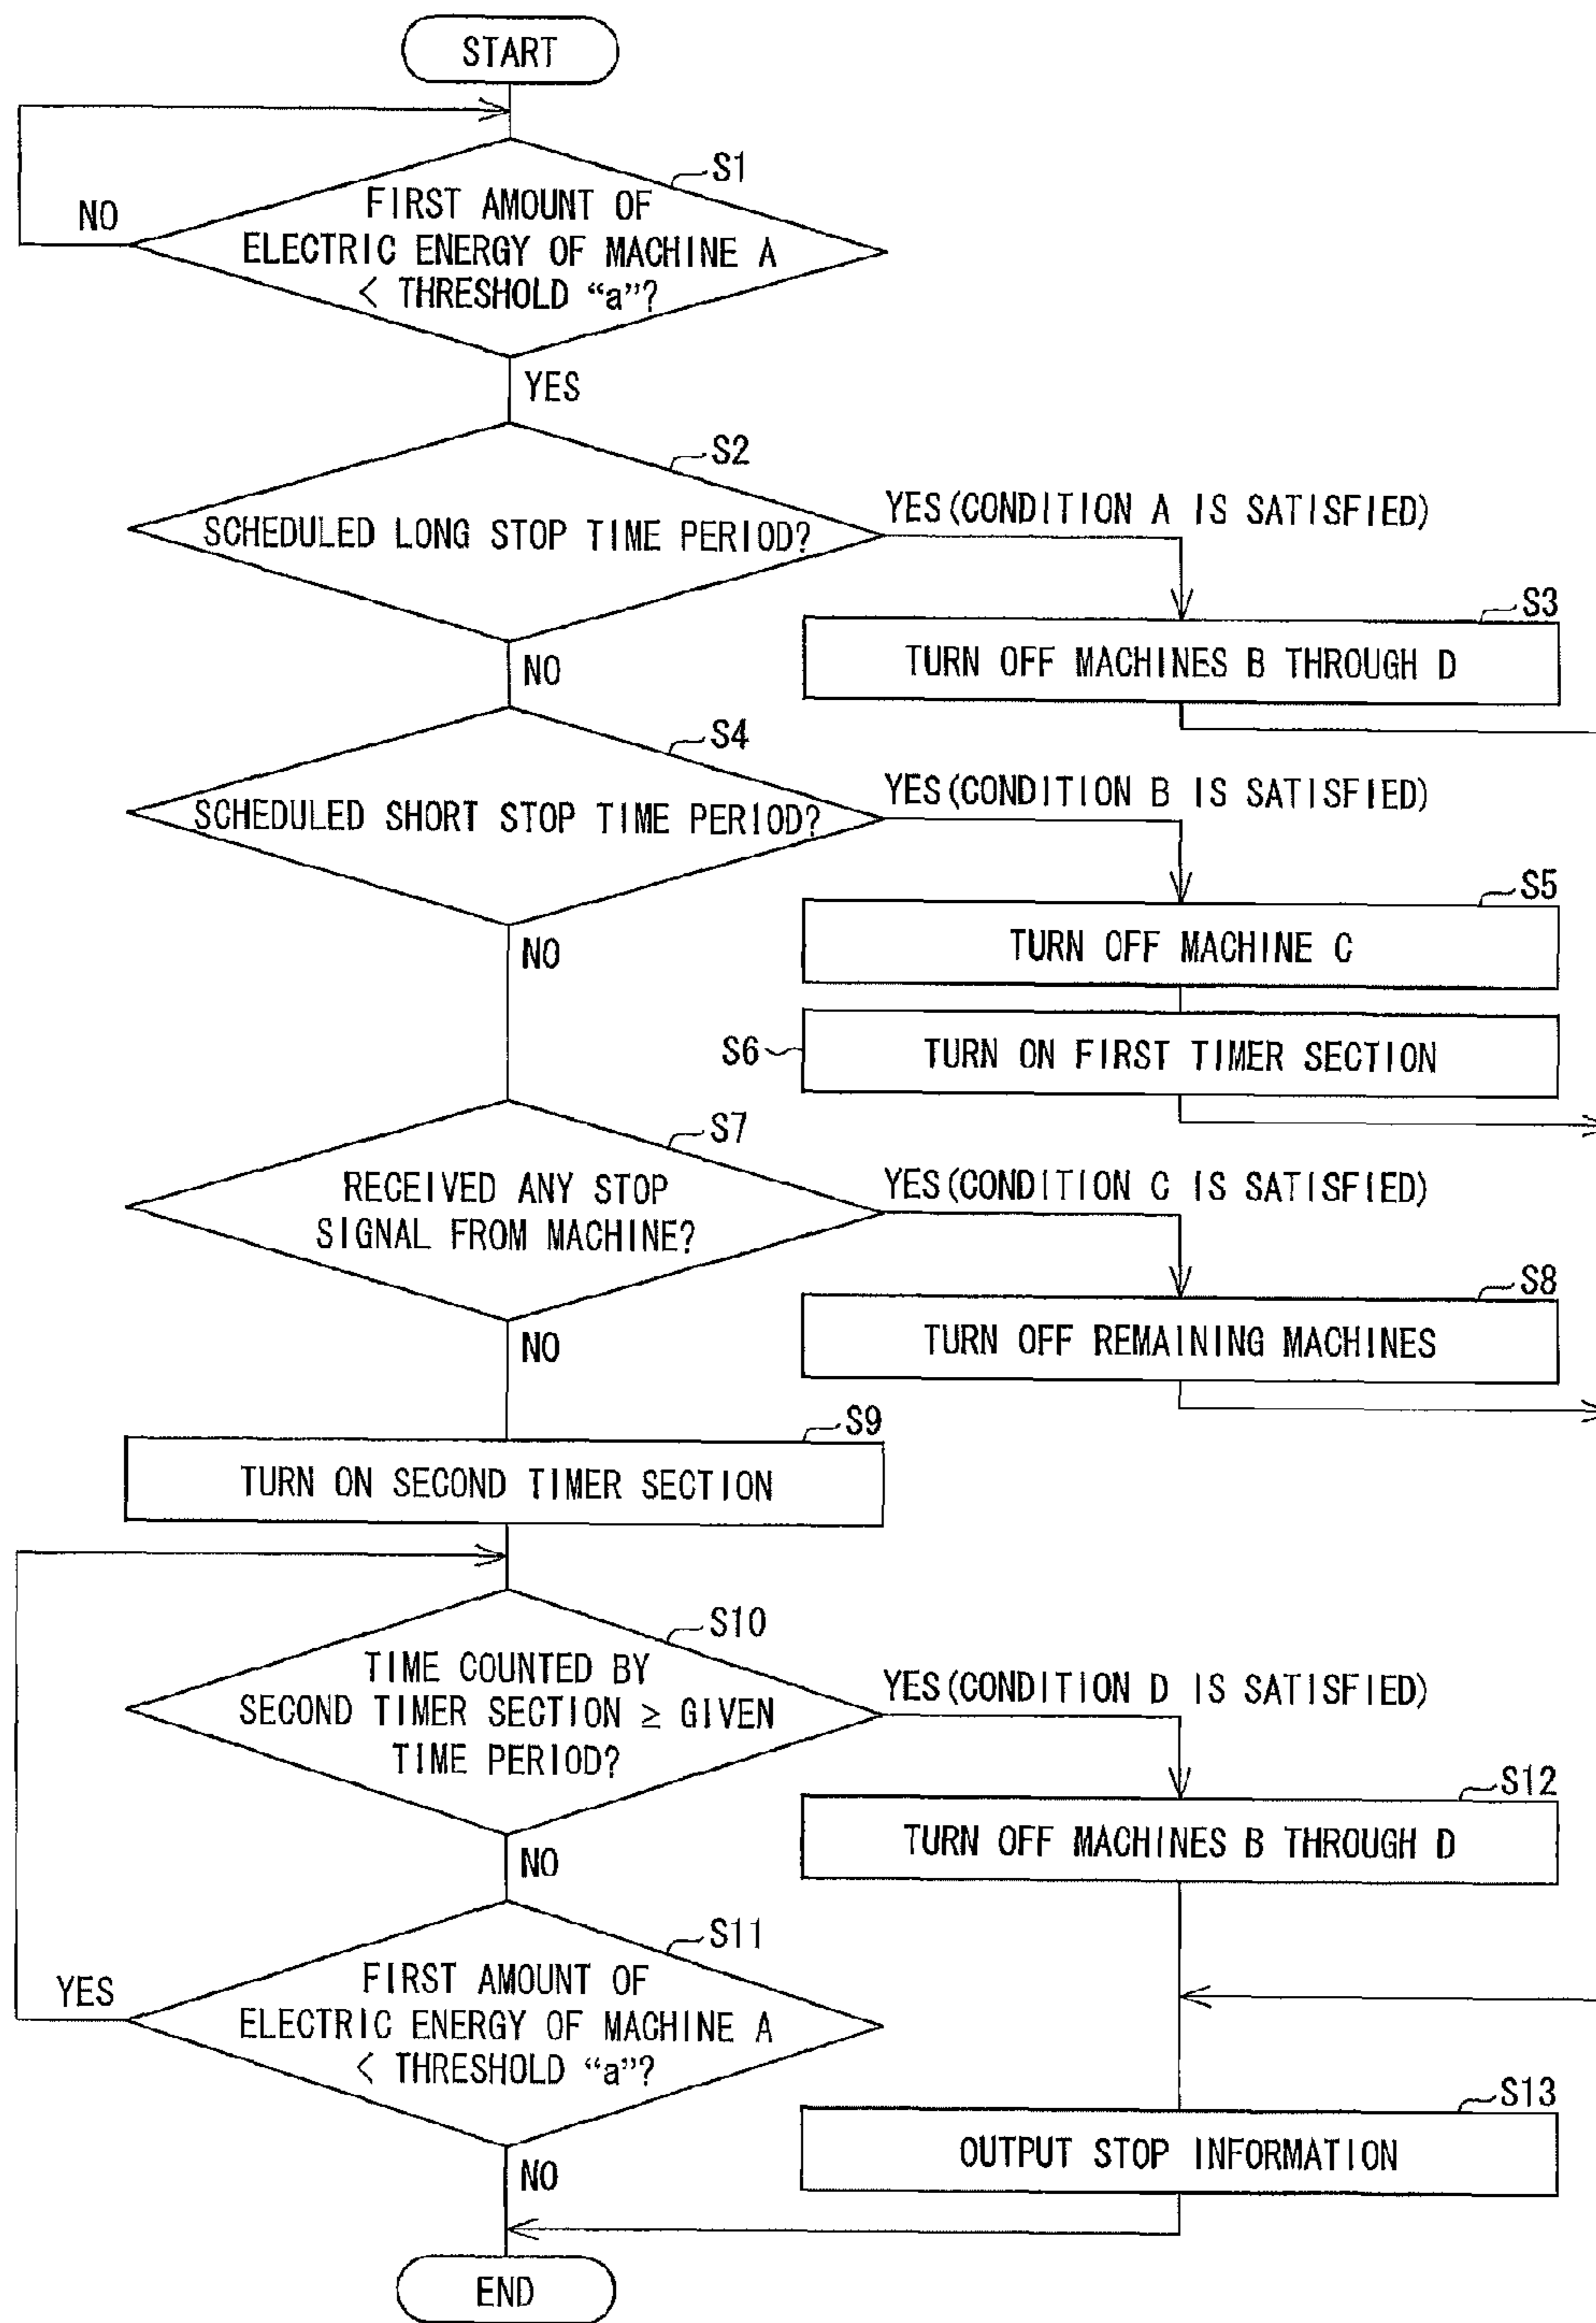 START
S1
FIRST AMOUNT OF
ELECTRIC ENERGY OF MACHINE A
< THRESHOLD “a”?
NO
YES
S2
SCHEDULED LONG STOP TIME PERIOD?
YES(CONDITION A IS SATISFIED)
S3
TURN OFF MACHINES B THROUGH D
NO
S4
SCHEDULED SHORT STOP TIME PERIOD?
YES(CONDITION B IS SATISFIED)
S5
TURN OFF MACHINE C
NO
S6
TURN ON FIRST TIMER SECTION
S7
RECEIVED ANY STOP
SIGNAL FROM MACHINE?
YES(CONDITION C IS SATISFIED)
S8
TURN OFF REMAINING MACHINES
NO
S9
TURN ON SECOND TIMER SECTION
S10
TIME COUNTED BY
SECOND TIMER SECTION ≥ GIVEN
TIME PERIOD?
YES(CONDITION D IS SATISFIED)
S12
TURN OFF MACHINES B THROUGH D
NO
S11
FIRST AMOUNT OF
ELECTRIC ENERGY OF MACHINE A
< THRESHOLD “a”?
YES
S13
OUTPUT STOP INFORMATION
NO
END